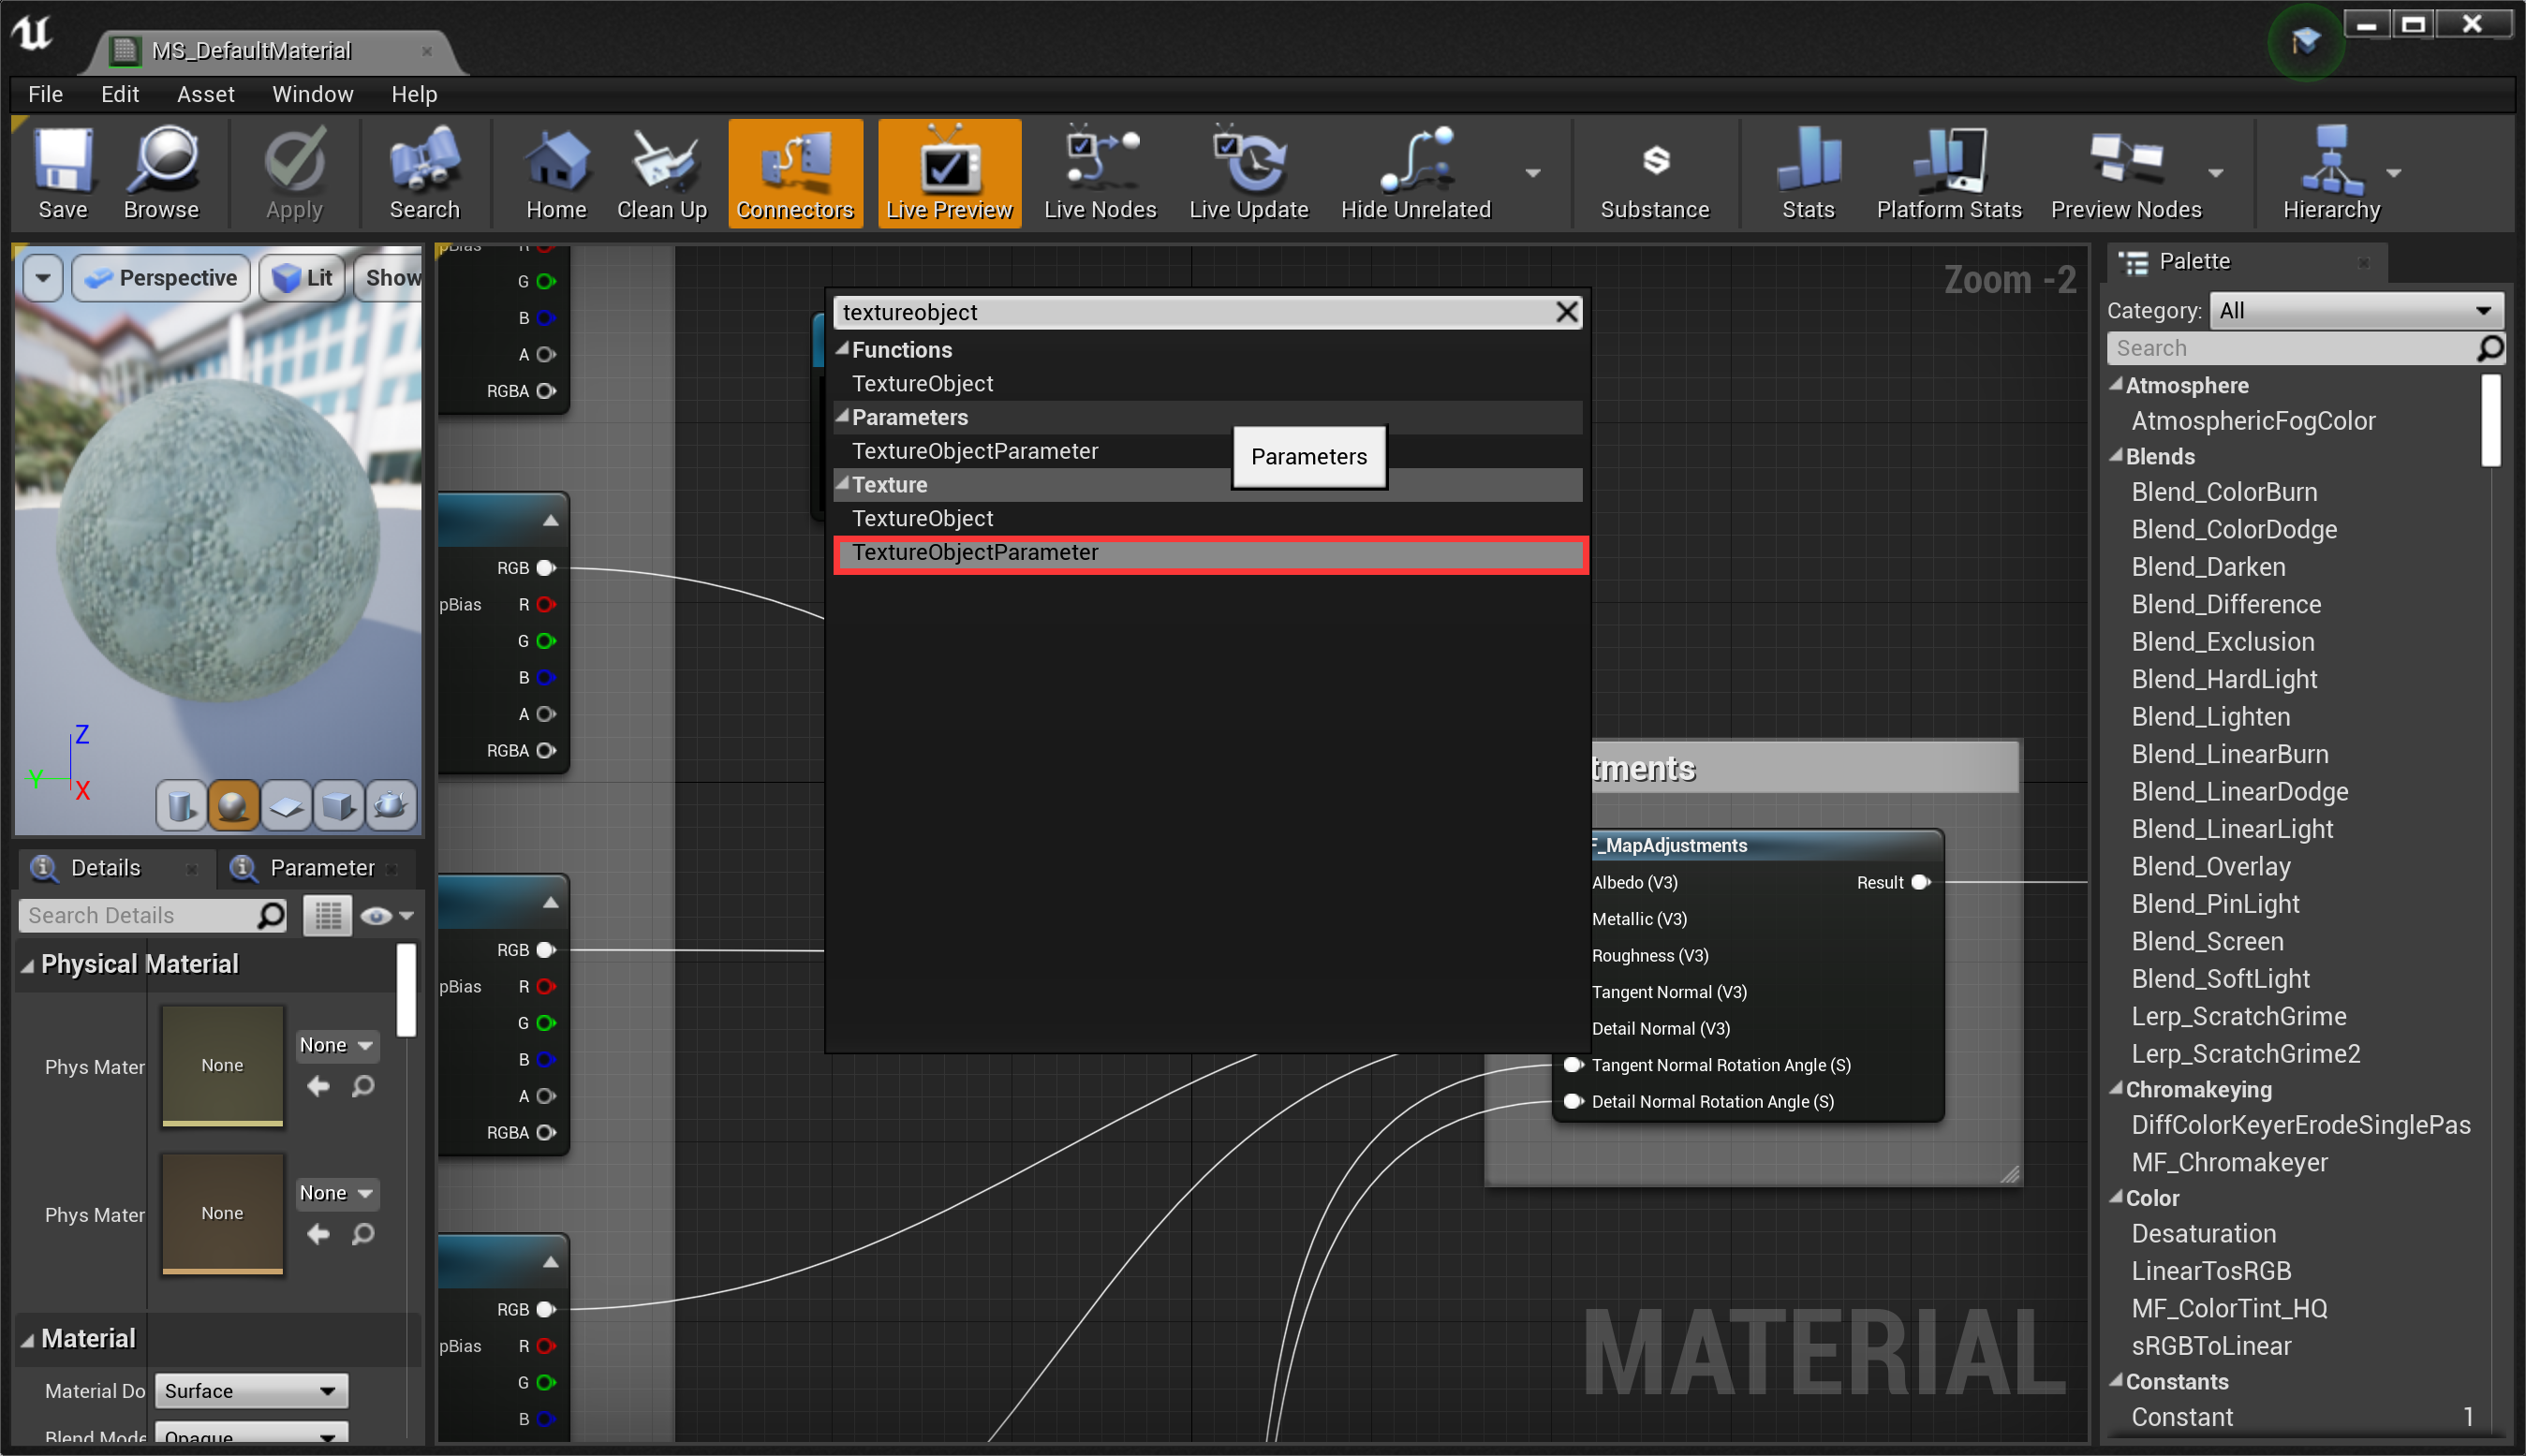 MS_DefaultMaterial
File Edit Asset Window Help
Save Browse Apply Search Home Clean Up Connectors Live Preview Live Nodes Live Update Hide Unrelated Substance Stats Platform Stats Preview Nodes Hierarchy
Perspective Lit Show
Z
Y
X
Details Parameter
Search Details
Physical Material
Phys Mater
None
None
Phys Mater
None
None
Material
Material Do Surface
Blend Mode Opaque
pBias R
G
B
A
RGBA
RGB
pBias R
G
B
A
RGBA
RGB
pBias R
G
B
A
RGBA
RGB
pBias R
G
B
Zoom -2
textureobject
Functions
TextureObject
Parameters
TextureObjectParameter
Parameters
Texture
TextureObject
TextureObjectParameter
tments
F_MapAdjustments
Albedo (V3) Result
Metallic (V3)
Roughness (V3)
Tangent Normal (V3)
Detail Normal (V3)
Tangent Normal Rotation Angle (S)
Detail Normal Rotation Angle (S)
MATERIAL
Palette
Category: All
Search
Atmosphere
AtmosphericFogColor
Blends
Blend_ColorBurn
Blend_ColorDodge
Blend_Darken
Blend_Difference
Blend_Exclusion
Blend_HardLight
Blend_Lighten
Blend_LinearBurn
Blend_LinearDodge
Blend_LinearLight
Blend_Overlay
Blend_PinLight
Blend_Screen
Blend_SoftLight
Lerp_ScratchGrime
Lerp_ScratchGrime2
Chromakeying
DiffColorKeyerErodeSinglePas
MF_Chromakeyer
Color
Desaturation
LinearTosRGB
MF_ColorTint_HQ
sRGBToLinear
Constants
Constant 1